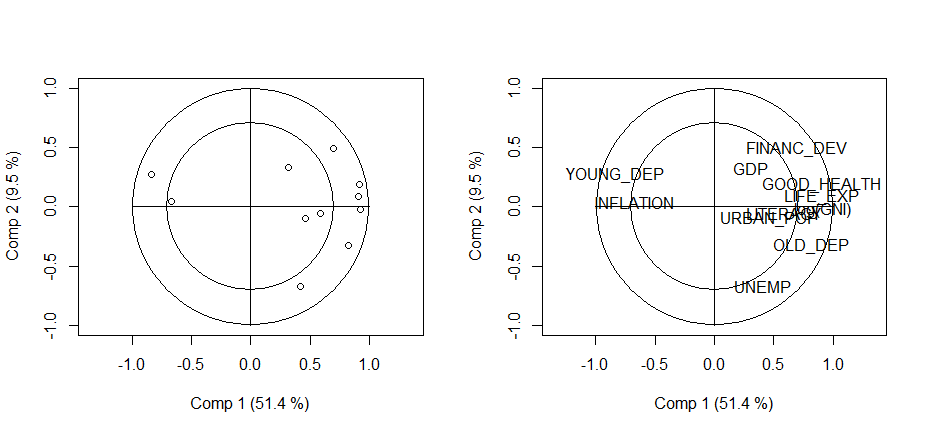 1.0
0.5
0.0
-0.5
-1.0
Comp 2 (9.5 %)
-1.0
-0.5
0.0
0.5
1.0
Comp 1 (51.4 %)
1.0
0.5
0.0
-0.5
-1.0
Comp 2 (9.5 %)
FINANC_DEV
GDP
YOUNG_DEP
GOOD_HEALTH
LIFE_EXP
INFLATION
LITERACY
URBAN_POP
OLD_DEP
UNEMP
-1.0
-0.5
0.0
0.5
1.0
Comp 1 (51.4 %)